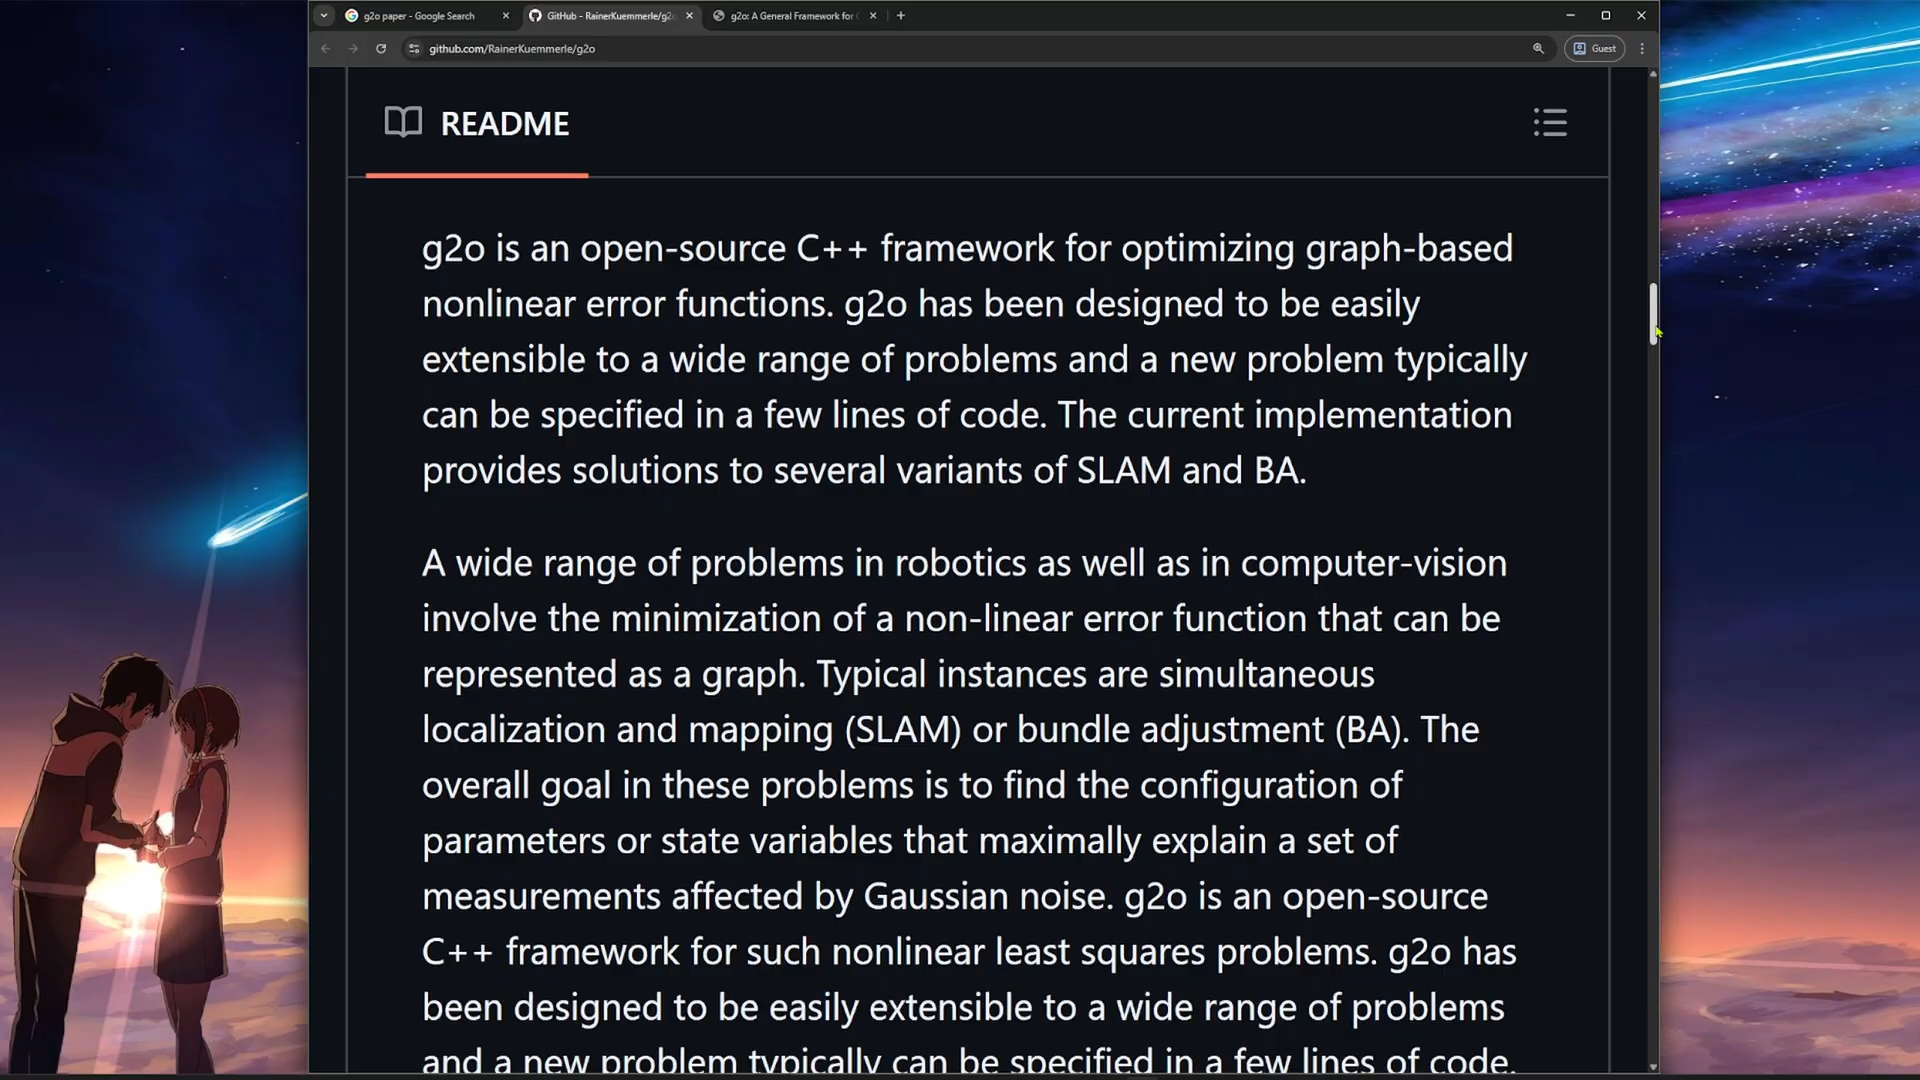 g2o paper - Google Search
GitHub - RainerKuemmerle/g2o
g2o: A General Framework for
github.com/RainerKuemmerle/g2o
Guest
README
g2o is an open-source C++ framework for optimizing graph-based
nonlinear error functions. g2o has been designed to be easily
extensible to a wide range of problems and a new problem typically
can be specified in a few lines of code. The current implementation
provides solutions to several variants of SLAM and BA.
A wide range of problems in robotics as well as in computer-vision
involve the minimization of a non-linear error function that can be
represented as a graph. Typical instances are simultaneous
localization and mapping (SLAM) or bundle adjustment (BA). The
overall goal in these problems is to find the configuration of
parameters or state variables that maximally explain a set of
measurements affected by Gaussian noise. g2o is an open-source
C++ framework for such nonlinear least squares problems. g2o has
been designed to be easily extensible to a wide range of problems
and a new problem typically can be specified in a few lines of code.